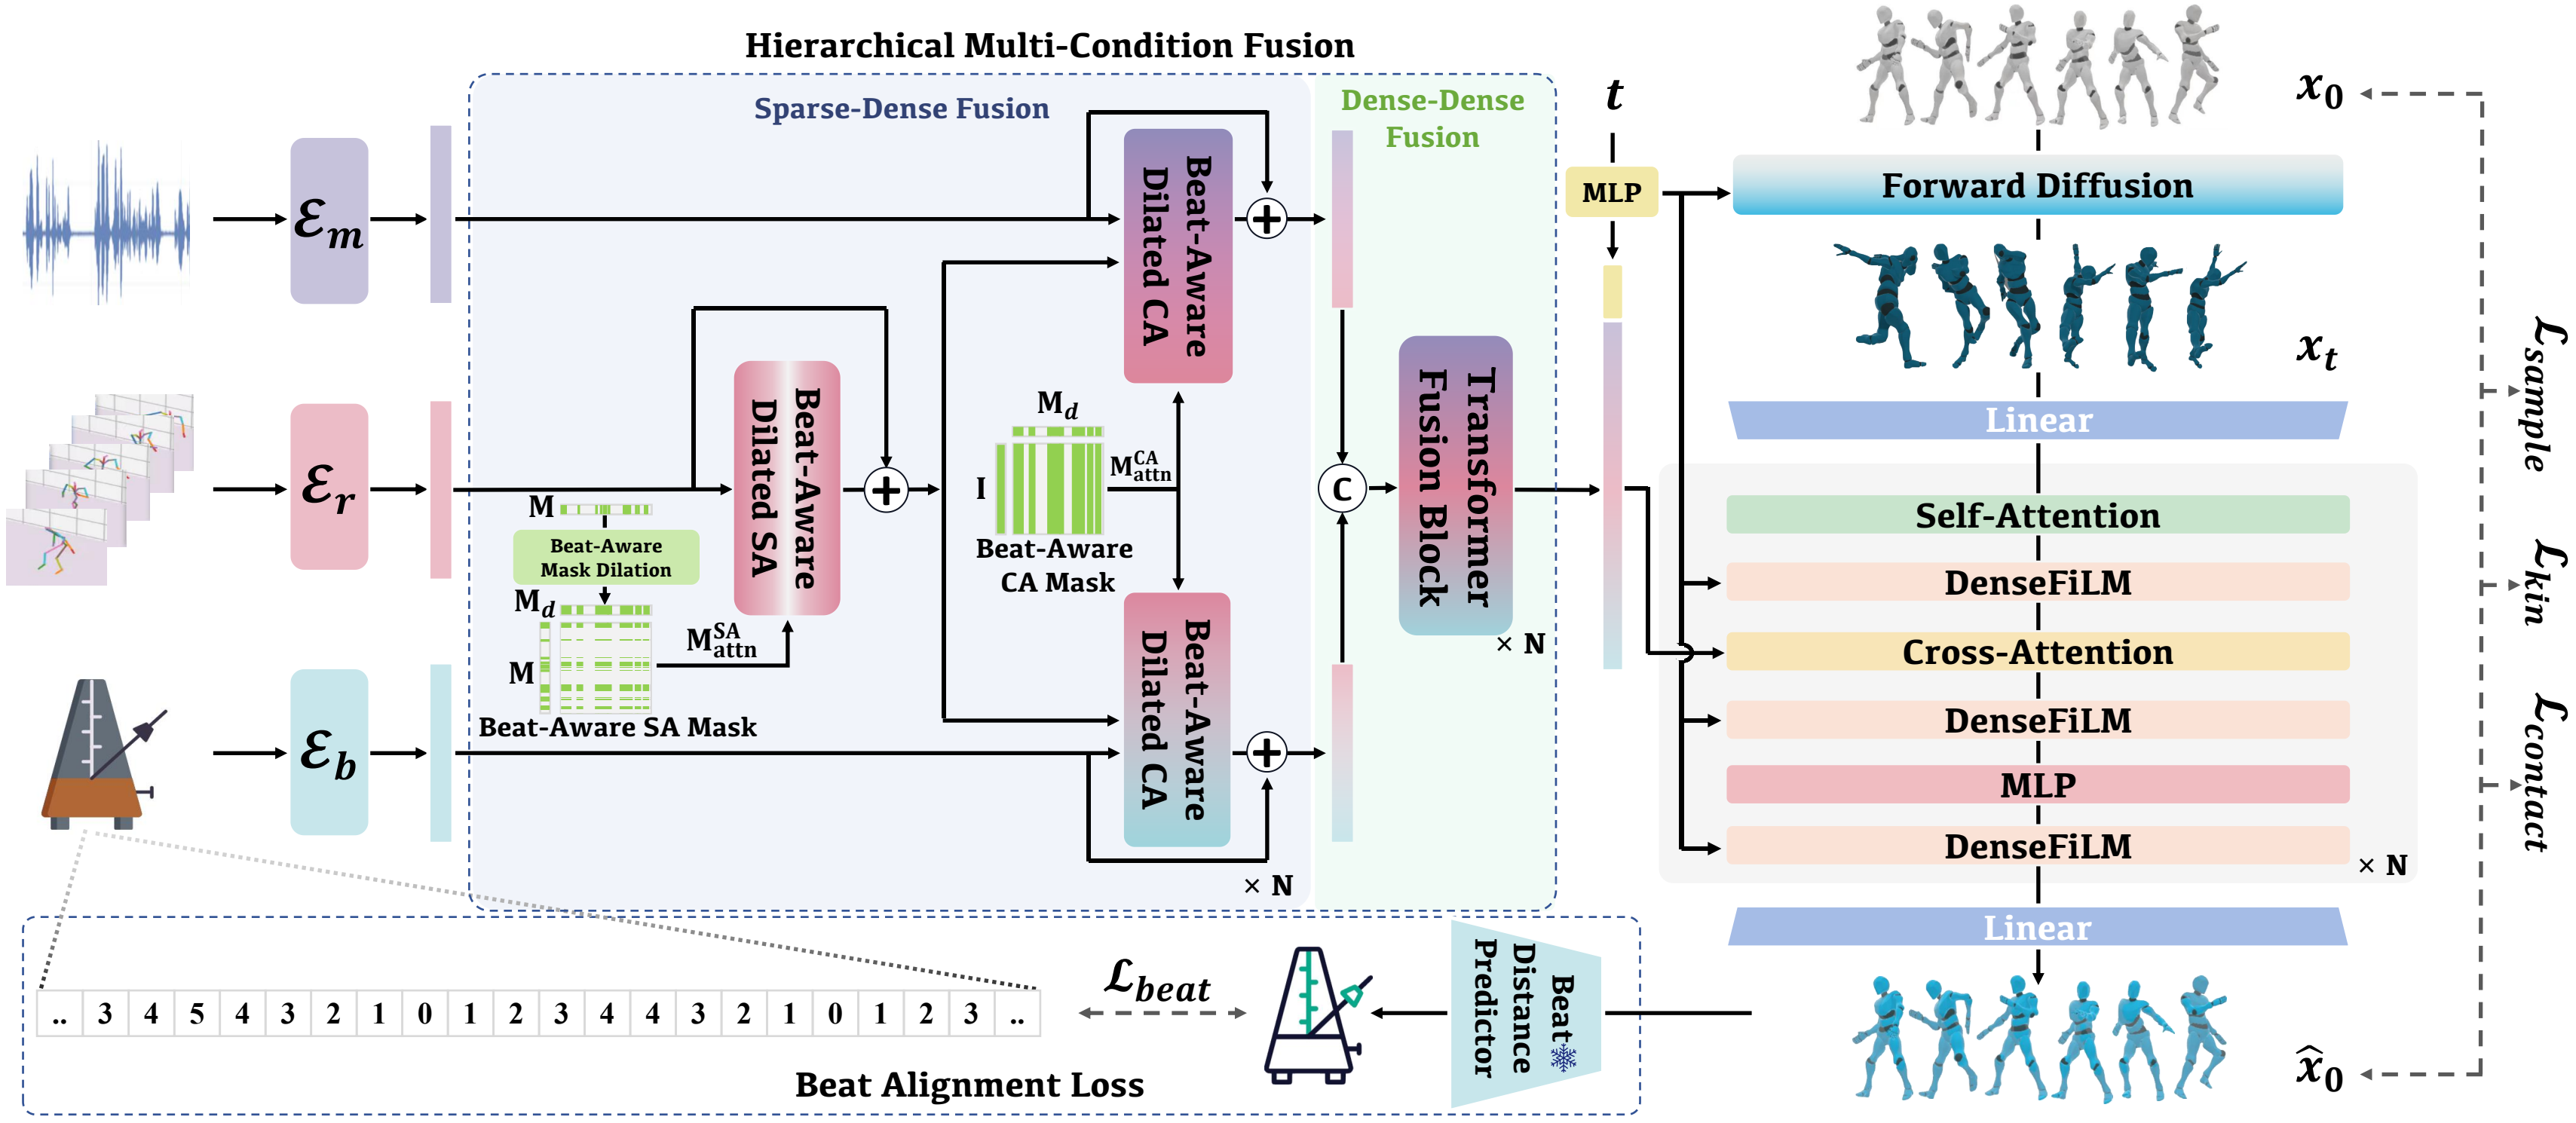 Hierarchical Multi-Condition Fusion
Sparse-Dense Fusion
Dense-Dense
Fusion
ℰm
ℰr
ℰb
Beat-Aware
Dilated SA
M
Beat-Aware
Mask Dilation
Md
M
M^SA_attn
Beat-Aware SA Mask
Beat-Aware
Dilated CA
Md
I
M^CA_attn
Beat-Aware
CA Mask
Beat-Aware
Dilated CA
× N
C
Transformer
Fusion Block
× N
t
MLP
x0
Forward Diffusion
xt
Linear
Self-Attention
DenseFiLM
Cross-Attention
DenseFiLM
MLP
DenseFiLM
× N
Linear
x̂0
ℒsample
ℒkin
ℒcontact
.. 3 4 5 4 3 2 1 0 1 2 3 4 4 3 2 1 0 1 2 3 ..
ℒbeat
Beat
Distance
Predictor
Beat Alignment Loss